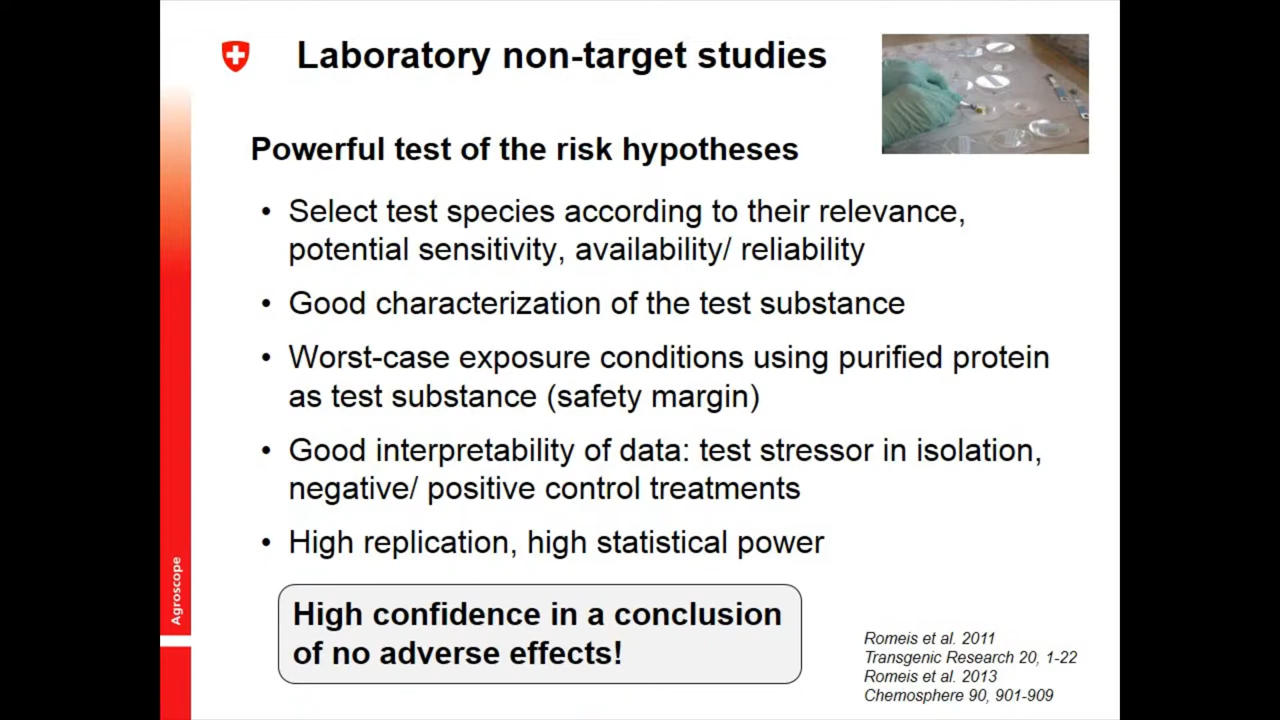 Laboratory non-target studies
Powerful test of the risk hypotheses
• Select test species according to their relevance,
potential sensitivity, availability/ reliability
• Good characterization of the test substance
• Worst-case exposure conditions using purified protein
as test substance (safety margin)
• Good interpretability of data: test stressor in isolation,
negative/ positive control treatments
• High replication, high statistical power
High confidence in a conclusion
of no adverse effects!
Romeis et al. 2011
Transgenic Research 20, 1-22
Romeis et al. 2013
Chemosphere 90, 901-909
Agroscope